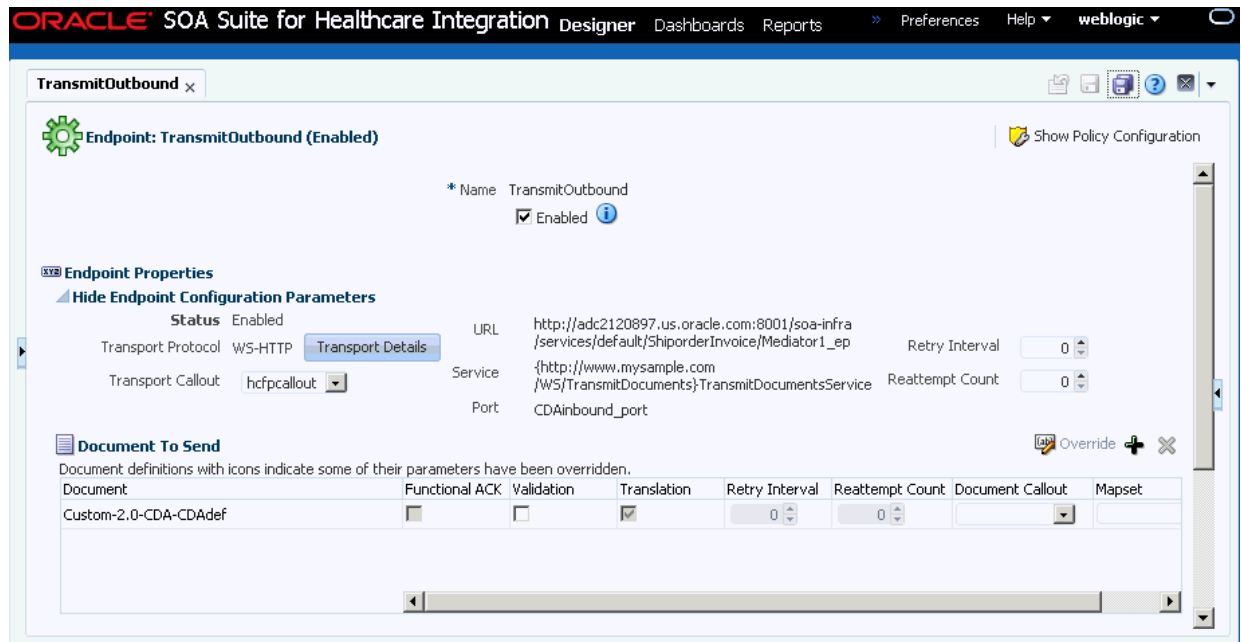 ORACLE® SOA Suite for Healthcare Integration Designer Dashboards Reports » Preferences Help weblogic
TransmitOutbound x
Endpoint: TransmitOutbound (Enabled)
Show Policy Configuration
* Name TransmitOutbound
Enabled
Endpoint Properties
Hide Endpoint Configuration Parameters
Status Enabled
Transport Protocol WS-HTTP Transport Details
Transport Callout hcfpcallout
URL http://adc2120897.us.oracle.com:8001/soa-infra
/services/default/ShiporderInvoice/Mediator1_ep
Service {http://www.mysample.com
/WS/TransmitDocuments}TransmitDocumentsService
Port CDAinbound_port
Retry Interval 0
Reattempt Count 0
Document To Send
Override
Document definitions with icons indicate some of their parameters have been overridden.
Document Functional ACK Validation Translation Retry Interval Reattempt Count Document Callout Mapset
Custom-2.0-CDA-CDAdef 0 0